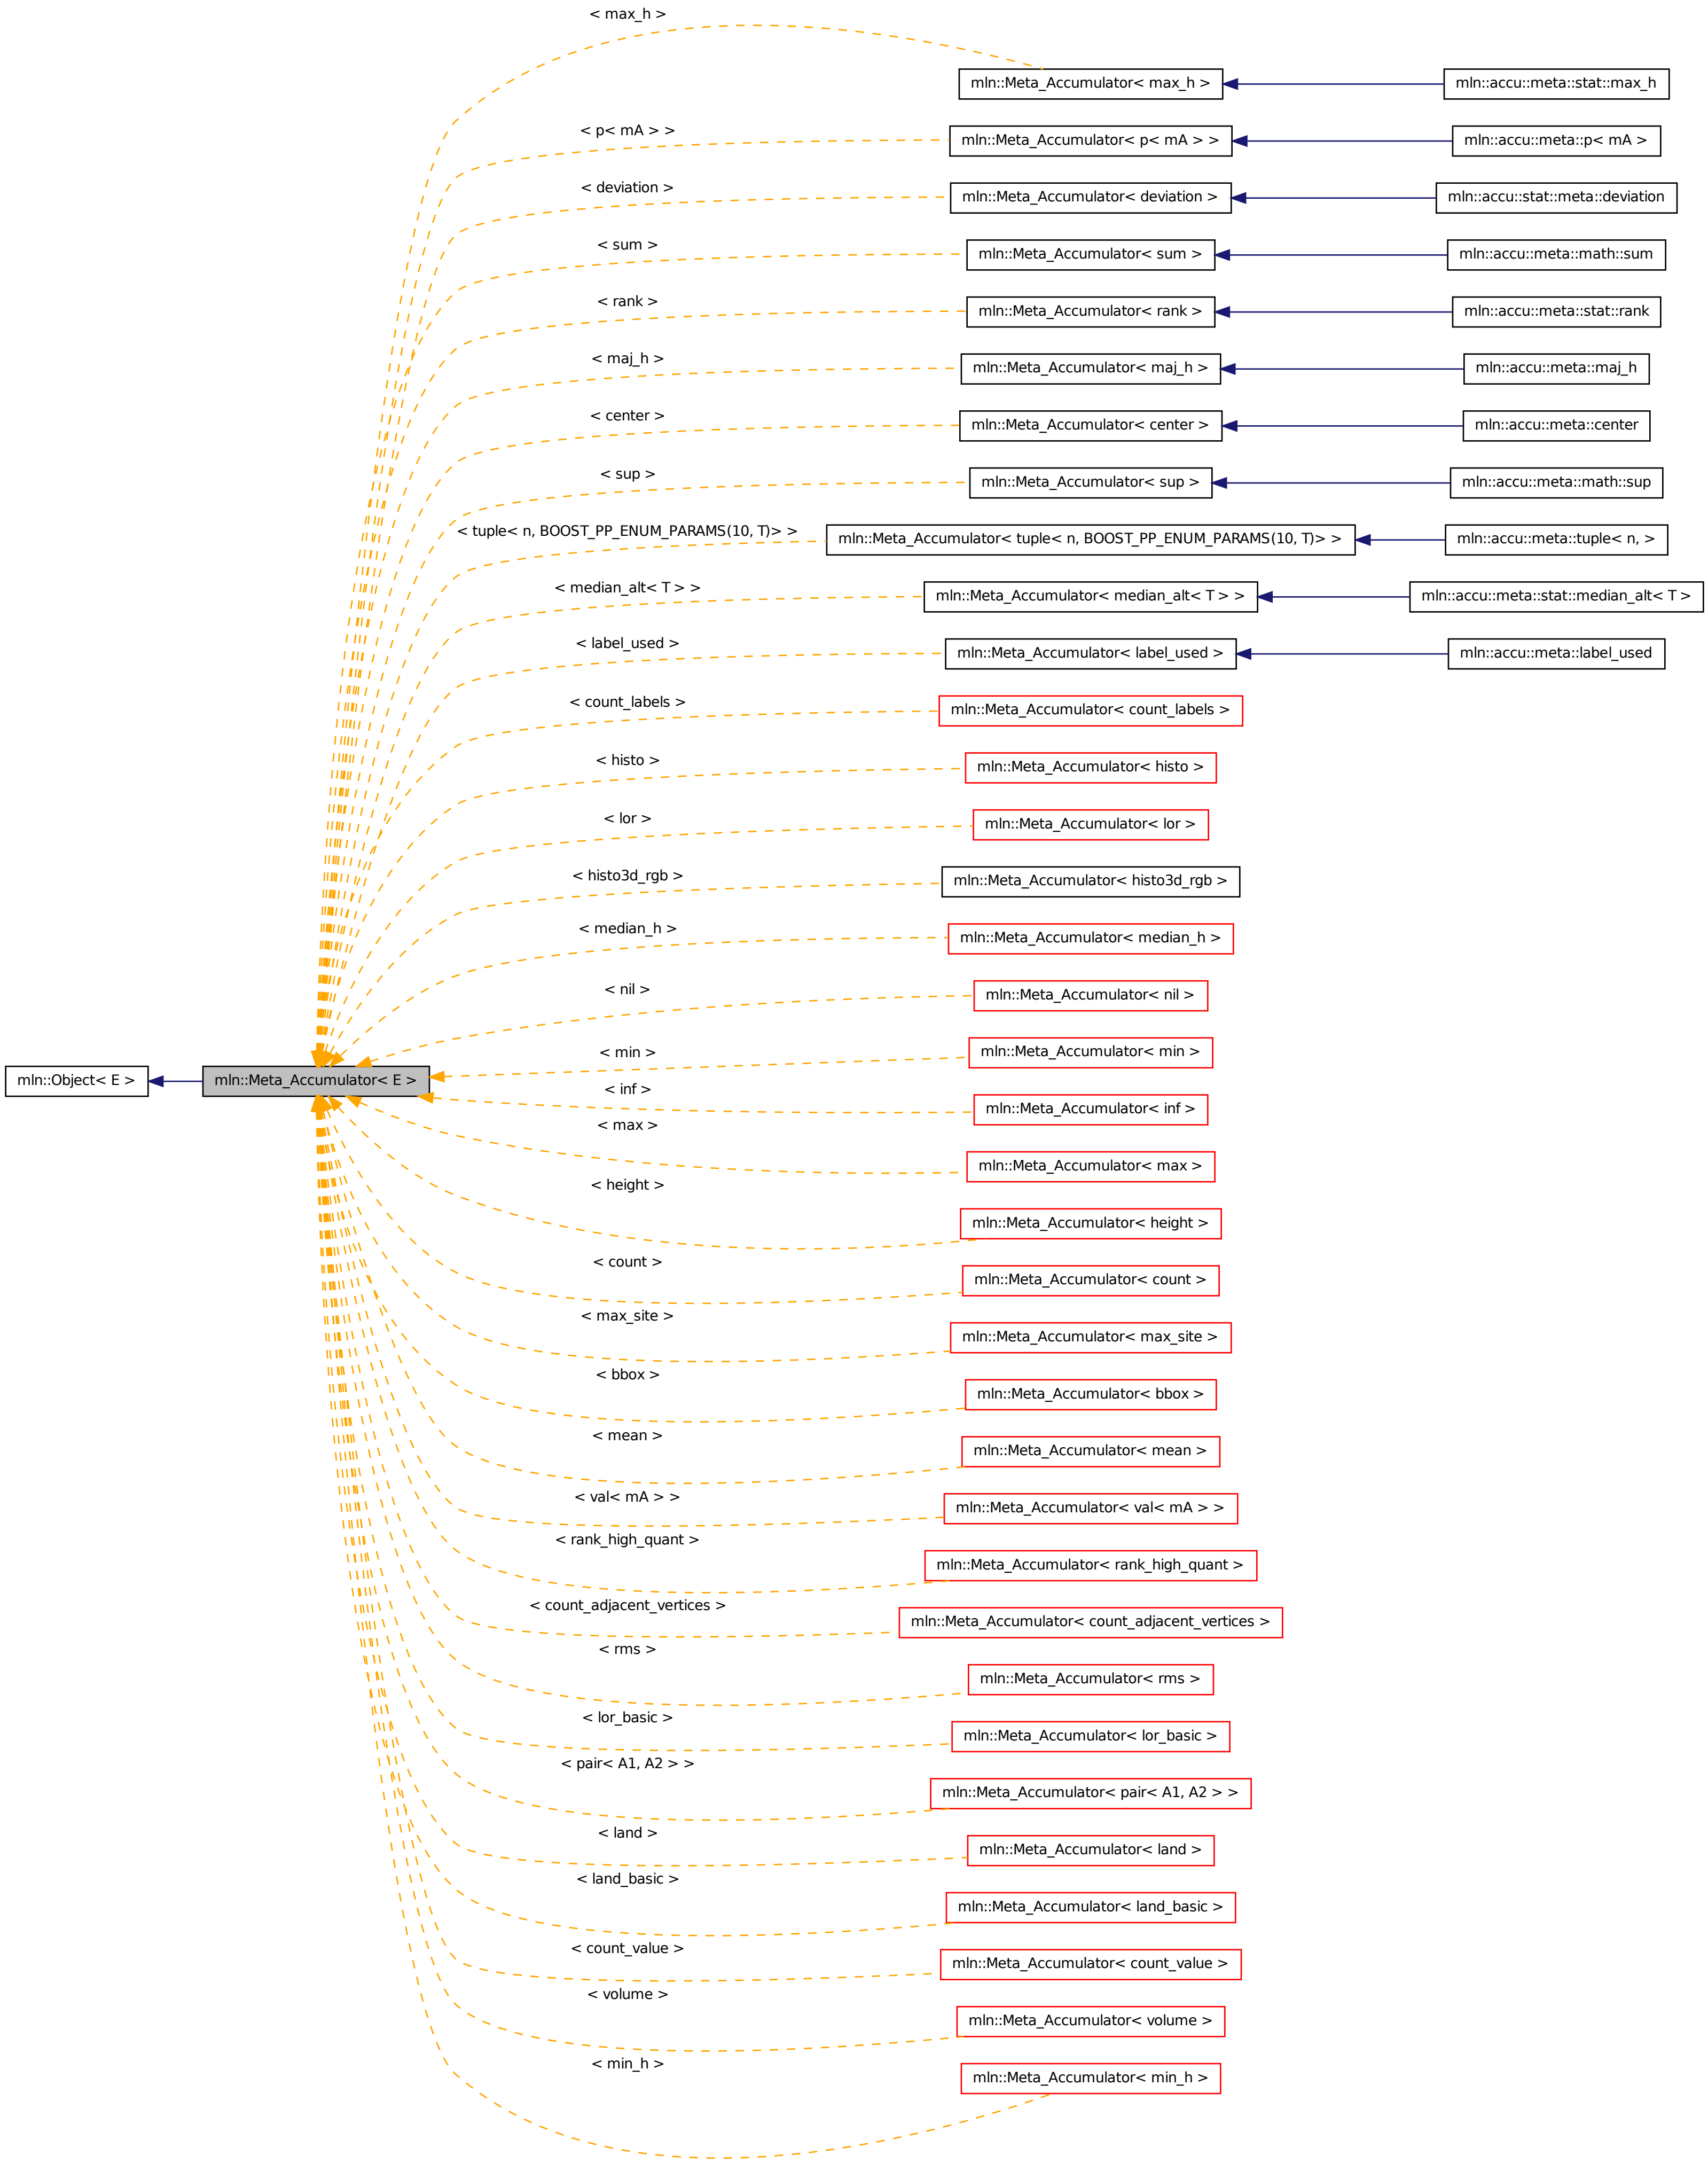 < max_h >
mln::Meta_Accumulator< max_h >
mln::accu::meta::stat::max_h
< p< mA > >
mln::Meta_Accumulator< p< mA > >
mln::accu::meta::p< mA >
< deviation >
mln::Meta_Accumulator< deviation >
mln::accu::stat::meta::deviation
< sum >
mln::Meta_Accumulator< sum >
mln::accu::meta::math::sum
< rank >
mln::Meta_Accumulator< rank >
mln::accu::meta::stat::rank
< maj_h >
mln::Meta_Accumulator< maj_h >
mln::accu::meta::maj_h
< center >
mln::Meta_Accumulator< center >
mln::accu::meta::center
< sup >
mln::Meta_Accumulator< sup >
mln::accu::meta::math::sup
< tuple< n, BOOST_PP_ENUM_PARAMS(10, T)> >
mln::Meta_Accumulator< tuple< n, BOOST_PP_ENUM_PARAMS(10, T)> >
mln::accu::meta::tuple< n, >
< median_alt< T > >
mln::Meta_Accumulator< median_alt< T > >
mln::accu::meta::stat::median_alt< T >
< label_used >
mln::Meta_Accumulator< label_used >
mln::accu::meta::label_used
< count_labels >
mln::Meta_Accumulator< count_labels >
< histo >
mln::Meta_Accumulator< histo >
< lor >
mln::Meta_Accumulator< lor >
< histo3d_rgb >
mln::Meta_Accumulator< histo3d_rgb >
< median_h >
mln::Meta_Accumulator< median_h >
< nil >
mln::Meta_Accumulator< nil >
< min >
mln::Meta_Accumulator< min >
mln::Object< E >
mln::Meta_Accumulator< E >
< inf >
mln::Meta_Accumulator< inf >
< max >
mln::Meta_Accumulator< max >
< height >
mln::Meta_Accumulator< height >
< count >
mln::Meta_Accumulator< count >
< max_site >
mln::Meta_Accumulator< max_site >
< bbox >
mln::Meta_Accumulator< bbox >
< mean >
mln::Meta_Accumulator< mean >
< val< mA > >
mln::Meta_Accumulator< val< mA > >
< rank_high_quant >
mln::Meta_Accumulator< rank_high_quant >
< count_adjacent_vertices >
mln::Meta_Accumulator< count_adjacent_vertices >
< rms >
mln::Meta_Accumulator< rms >
< lor_basic >
mln::Meta_Accumulator< lor_basic >
< pair< A1, A2 > >
mln::Meta_Accumulator< pair< A1, A2 > >
< land >
mln::Meta_Accumulator< land >
< land_basic >
mln::Meta_Accumulator< land_basic >
< count_value >
mln::Meta_Accumulator< count_value >
< volume >
mln::Meta_Accumulator< volume >
< min_h >
mln::Meta_Accumulator< min_h >